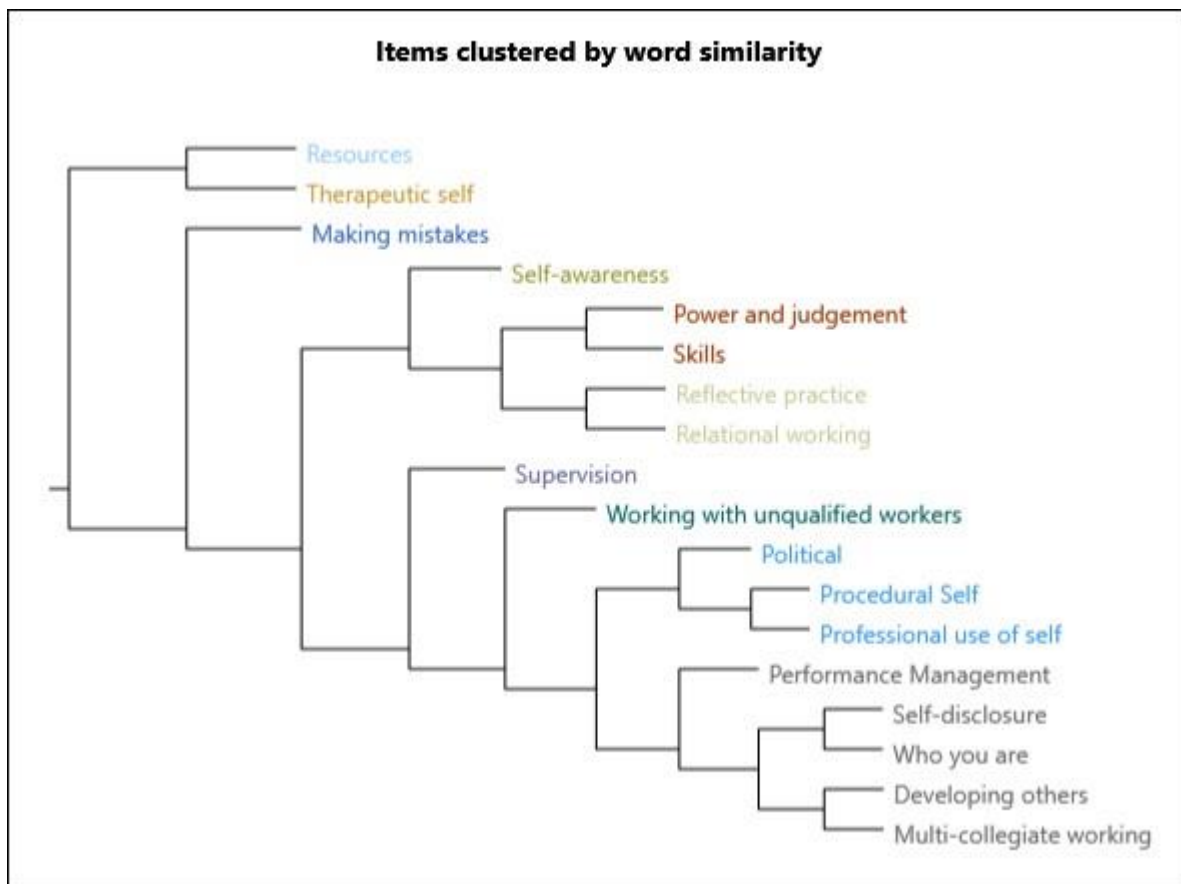 Items clustered by word similarity
Resources
Therapeutic self
Making mistakes
Self-awareness
Power and judgement
Skills
Reflective practice
Relational working
Supervision
Working with unqualified workers
Political
Procedural Self
Professional use of self
Performance Management
Self-disclosure
Who you are
Developing others
Multi-collegiate working